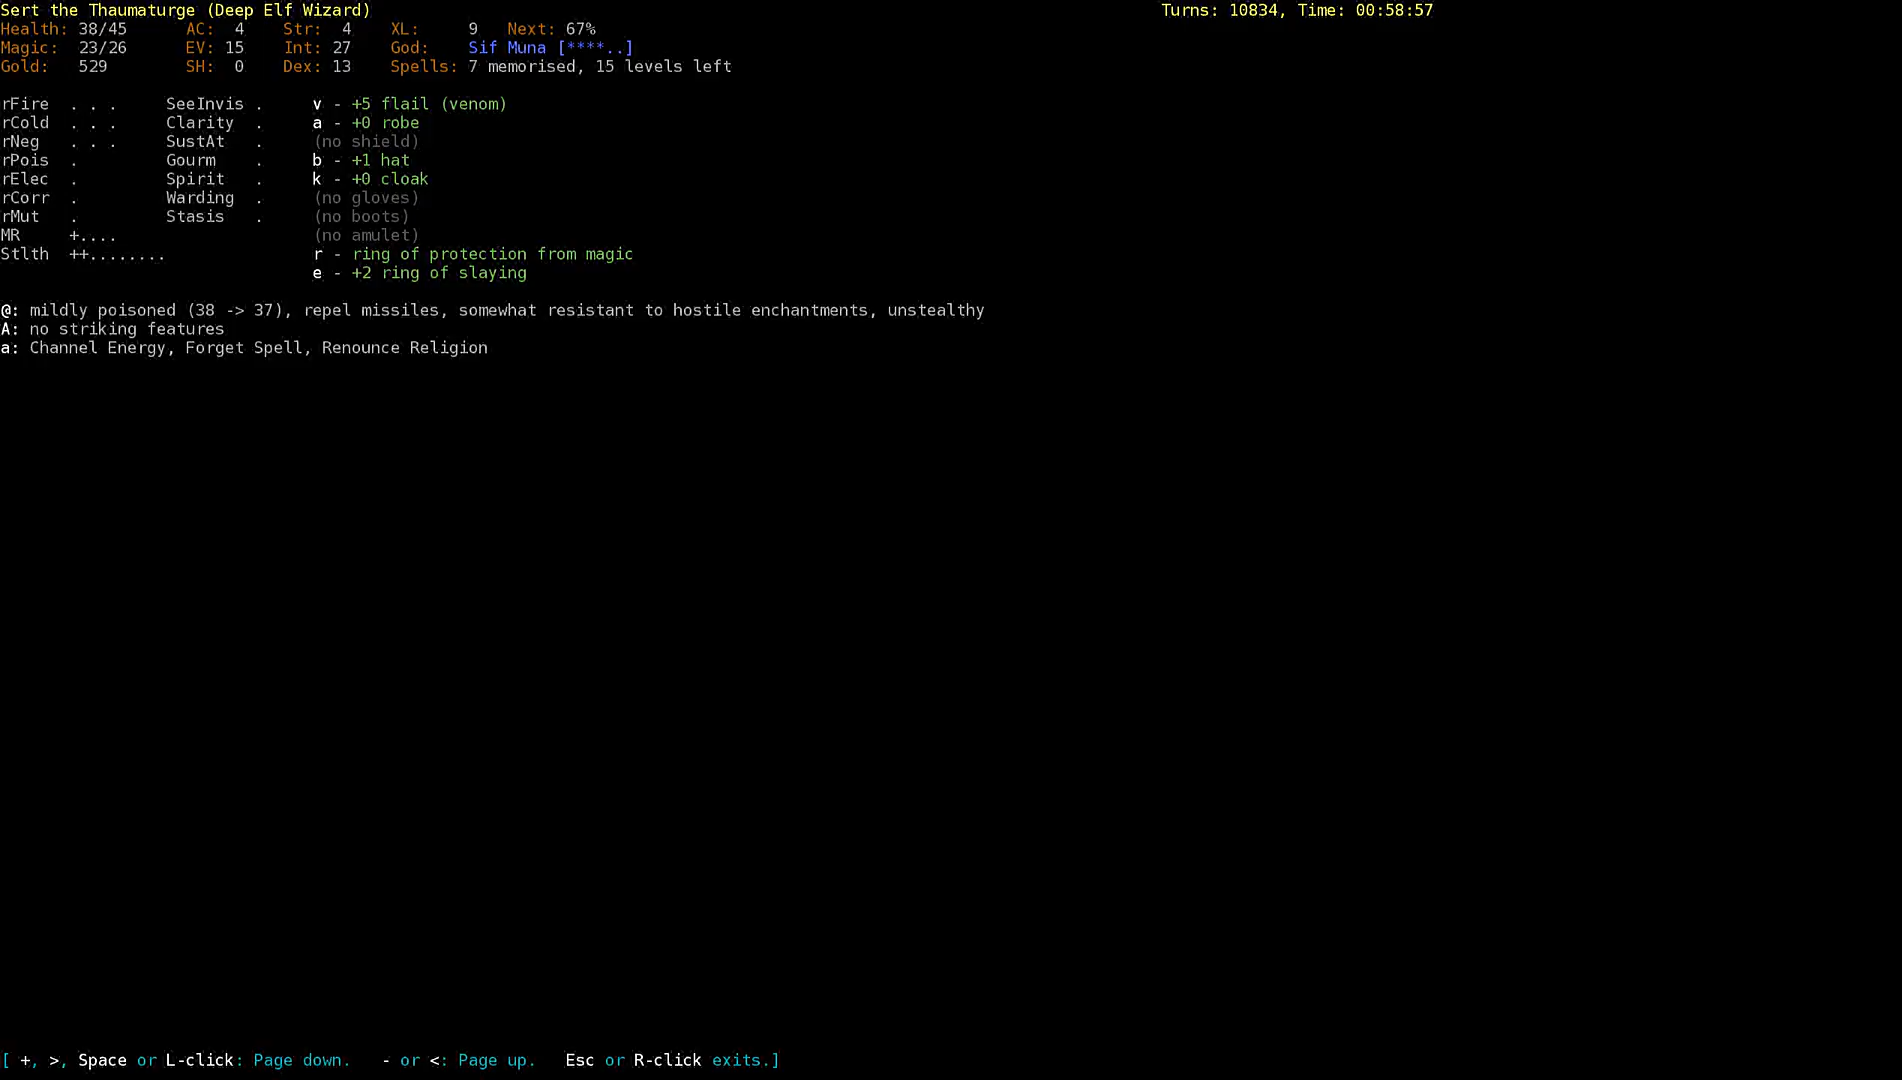 Sert the Thaumaturge (Deep Elf Wizard) Turns: 10834, Time: 00:58:57
Health: 38/45 AC: 4 Str: 4 XL: 9 Next: 67%
Magic: 23/26 EV: 15 Int: 27 God: Sif Muna [****..]
Gold: 529 SH: 0 Dex: 13 Spells: 7 memorised, 15 levels left
rFire . . . SeeInvis . v - +5 flail (venom)
rCold . . . Clarity . a - +0 robe
rNeg . . . SustAt . (no shield)
rPois . Gourm . b - +1 hat
rElec . Spirit . k - +0 cloak
rCorr . Warding . (no gloves)
rMut . Stasis . (no boots)
MR +.... (no amulet)
Stlth ++........ r - ring of protection from magic
e - +2 ring of slaying
@: mildly poisoned (38 -> 37), repel missiles, somewhat resistant to hostile enchantments, unstealthy
A: no striking features
a: Channel Energy, Forget Spell, Renounce Religion
[ +, >, Space or L-click: Page down. - or <: Page up. Esc or R-click exits.]